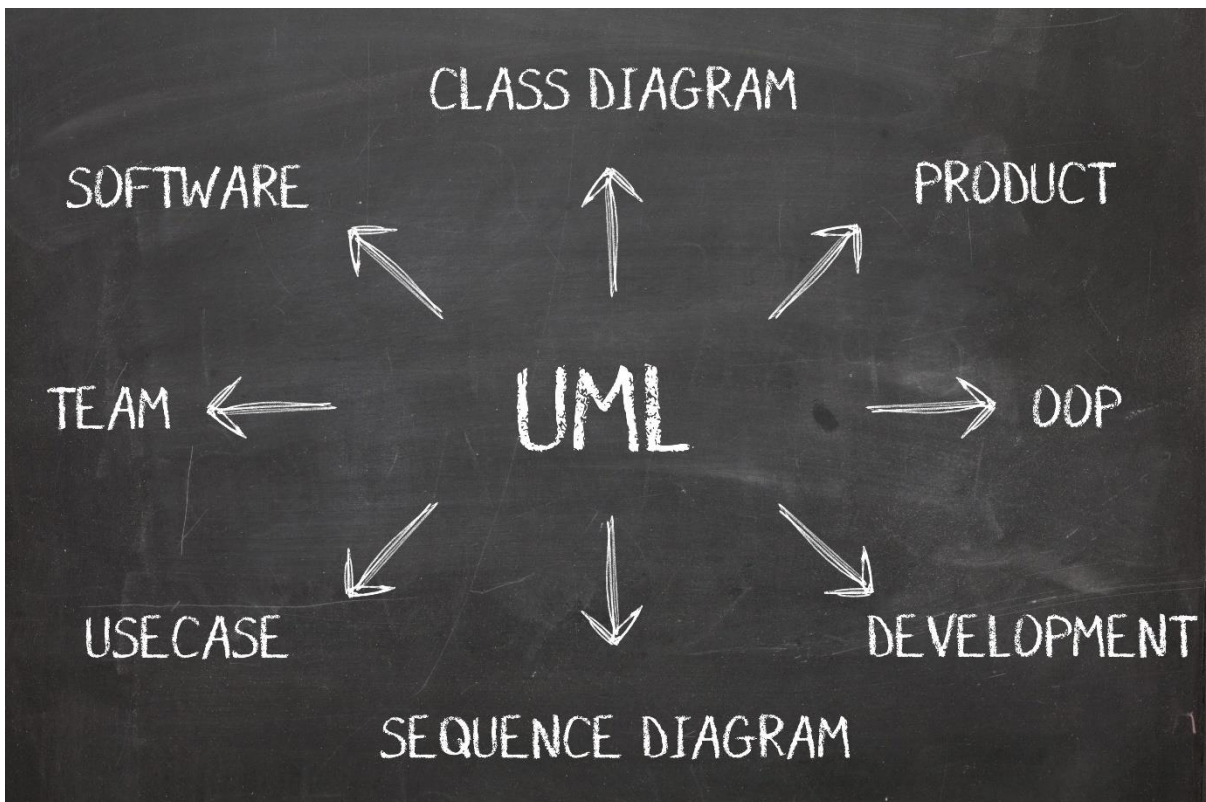 CLASS DIAGRAM
SOFTWARE
PRODUCT
TEAM
UML
OOP
USECASE
DEVELOPMENT
SEQUENCE DIAGRAM